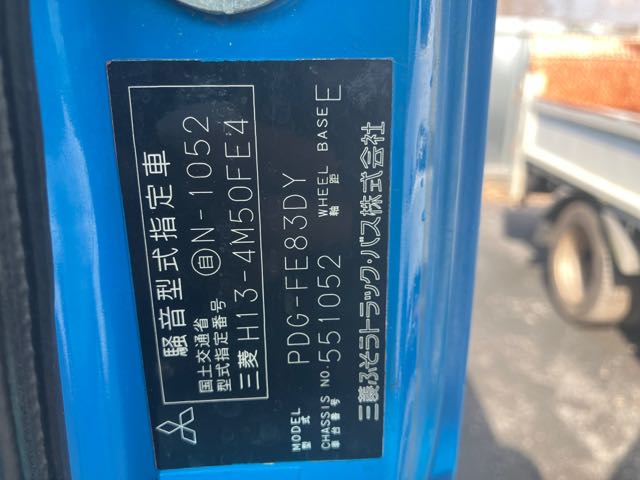 騒音型式指定車
国土交通省
型式指定番号 自N-1052
三菱 H13-4M50FE4
MODEL
型式 PDG-FE83DY
CHASSIS NO. 551052 WHEEL BASE E
車台番号 軸距
三菱ふそうトラック・バス株式会社